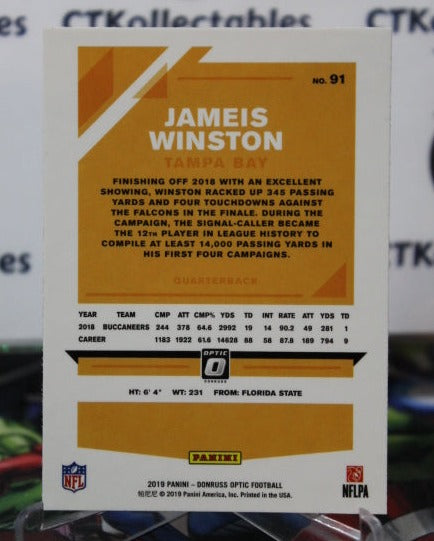 CTKollectables
NO. 91
JAMEIS
WINSTON
TAMPA BAY
FINISHING OFF 2018 WITH AN EXCELLENT
SHOWING, WINSTON RACKED UP 345 PASSING
YARDS AND FOUR TOUCHDOWNS AGAINST
THE FALCONS IN THE FINALE. DURING THE
CAMPAIGN, THE SIGNAL-CALLER BECAME
THE 12TH PLAYER IN LEAGUE HISTORY TO
COMPILE AT LEAST 14,000 PASSING YARDS IN
HIS FIRST FOUR CAMPAIGNS.
QUARTERBACK
YEAR TEAM CMP ATT CMP% YDS TD INT RATE ATT YDS TD
2018 BUCCANEERS 244 378 64.6 2992 19 14 90.2 49 281 1
CAREER 1183 1922 61.6 14628 88 58 87.8 189 794 9
OPTIC
DONRUSS
HT: 6' 4" WT: 231 FROM: FLORIDA STATE
PANINI
NFL
NFLPA
2019 PANINI – DONRUSS OPTIC FOOTBALL
帕尼尼 © 2019 Panini America, Inc. Printed in the USA.